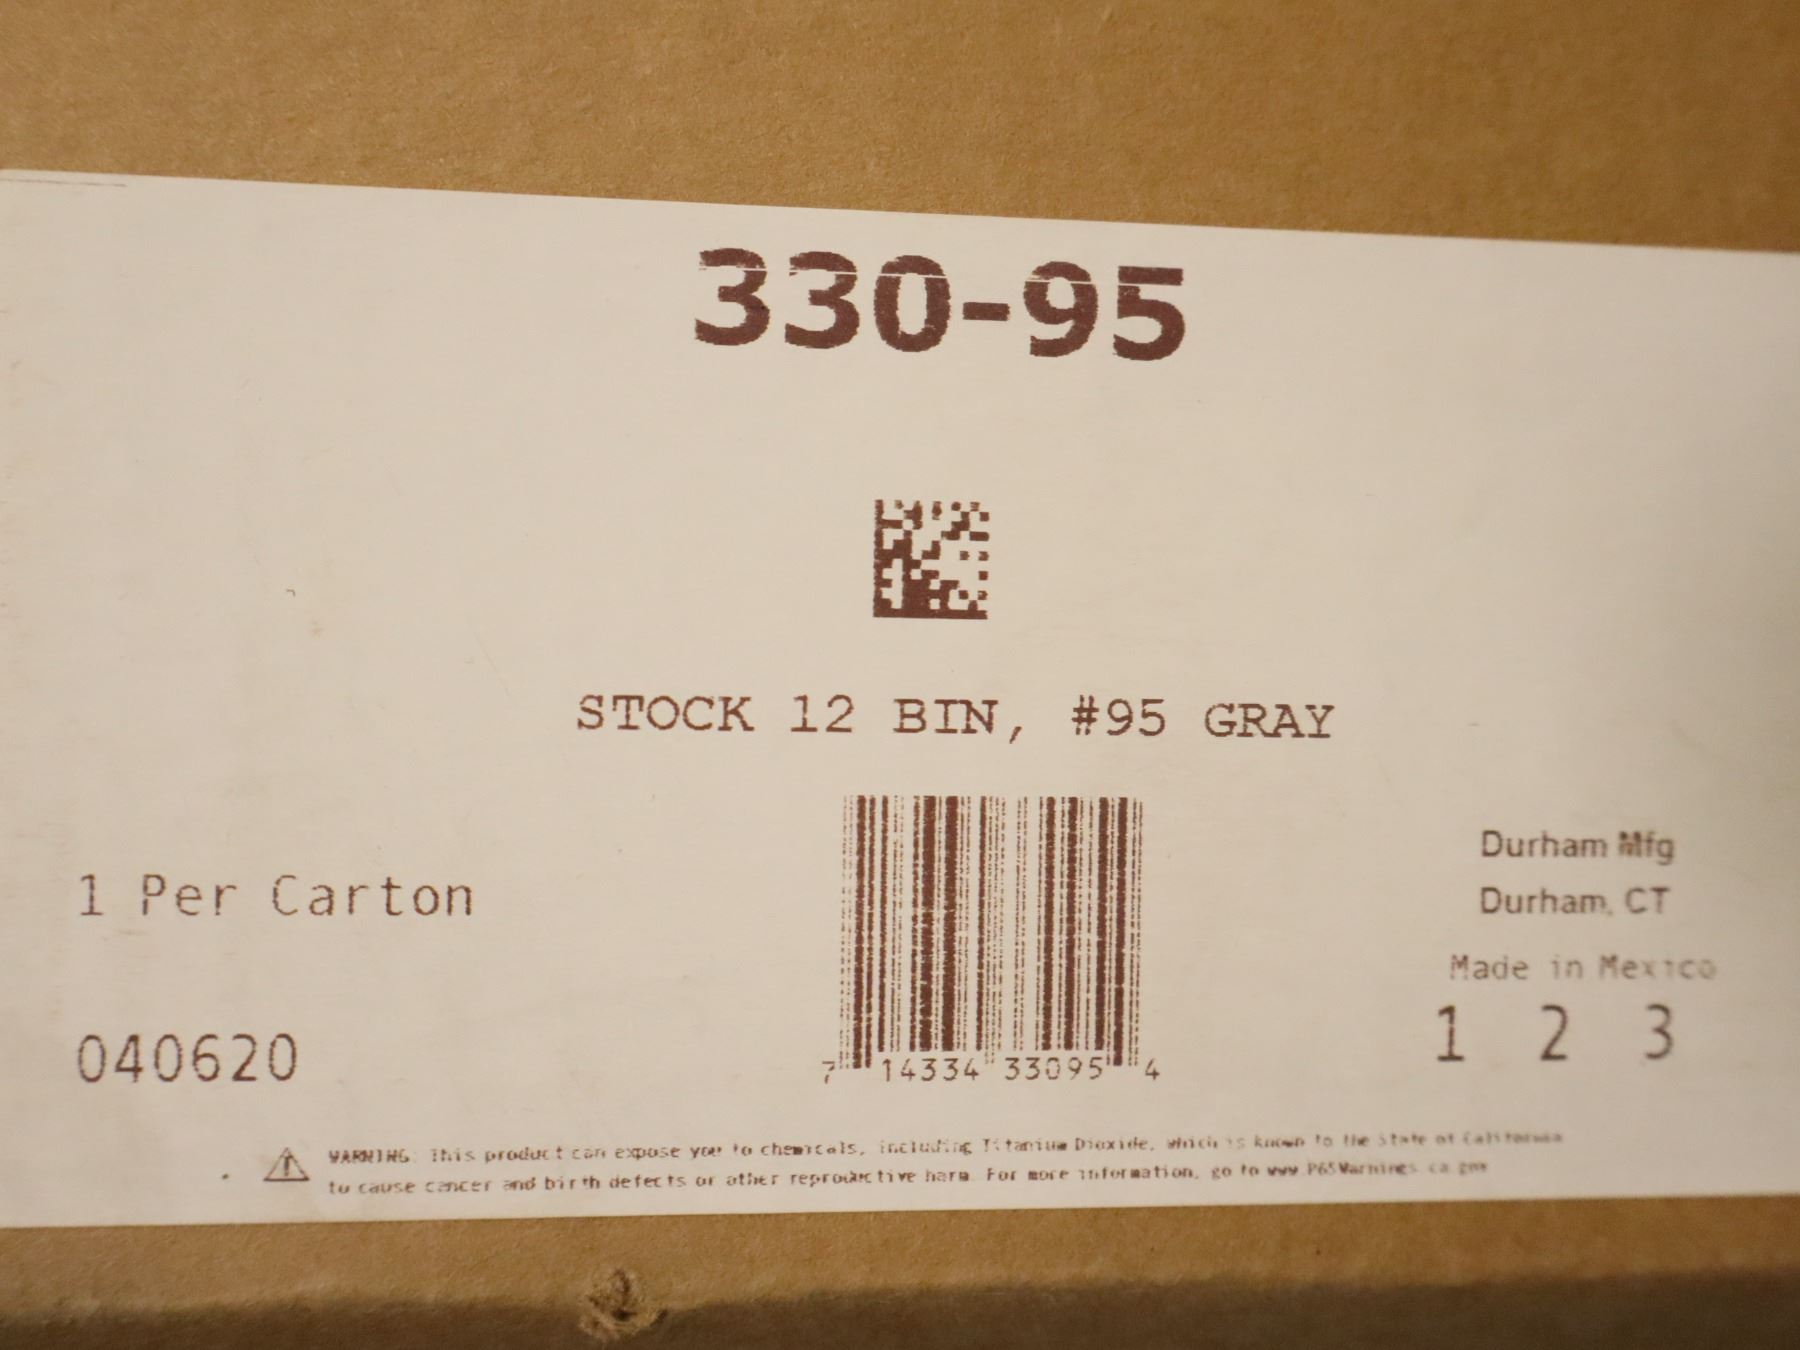 330-95
STOCK 12 BIN, #95 GRAY
1 Per Carton
040620
7 14334 33095 4
Durham Mfg
Durham, CT
Made in Mexico
1 2 3
WARNING: This product can expose you to chemicals, including Titanium Dioxide, which is known to the State of California
to cause cancer and birth defects or other reproductive harm. For more information, go to www.P65Warnings.ca.gov